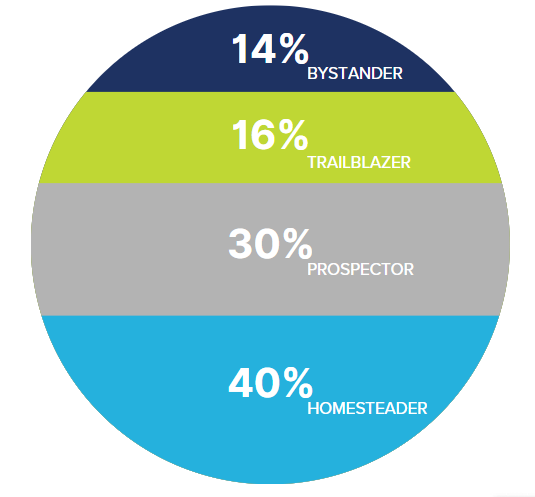 14%
BYSTANDER
16%
TRAILBLAZER
30%
PROSPECTOR
40%
HOMESTEADER